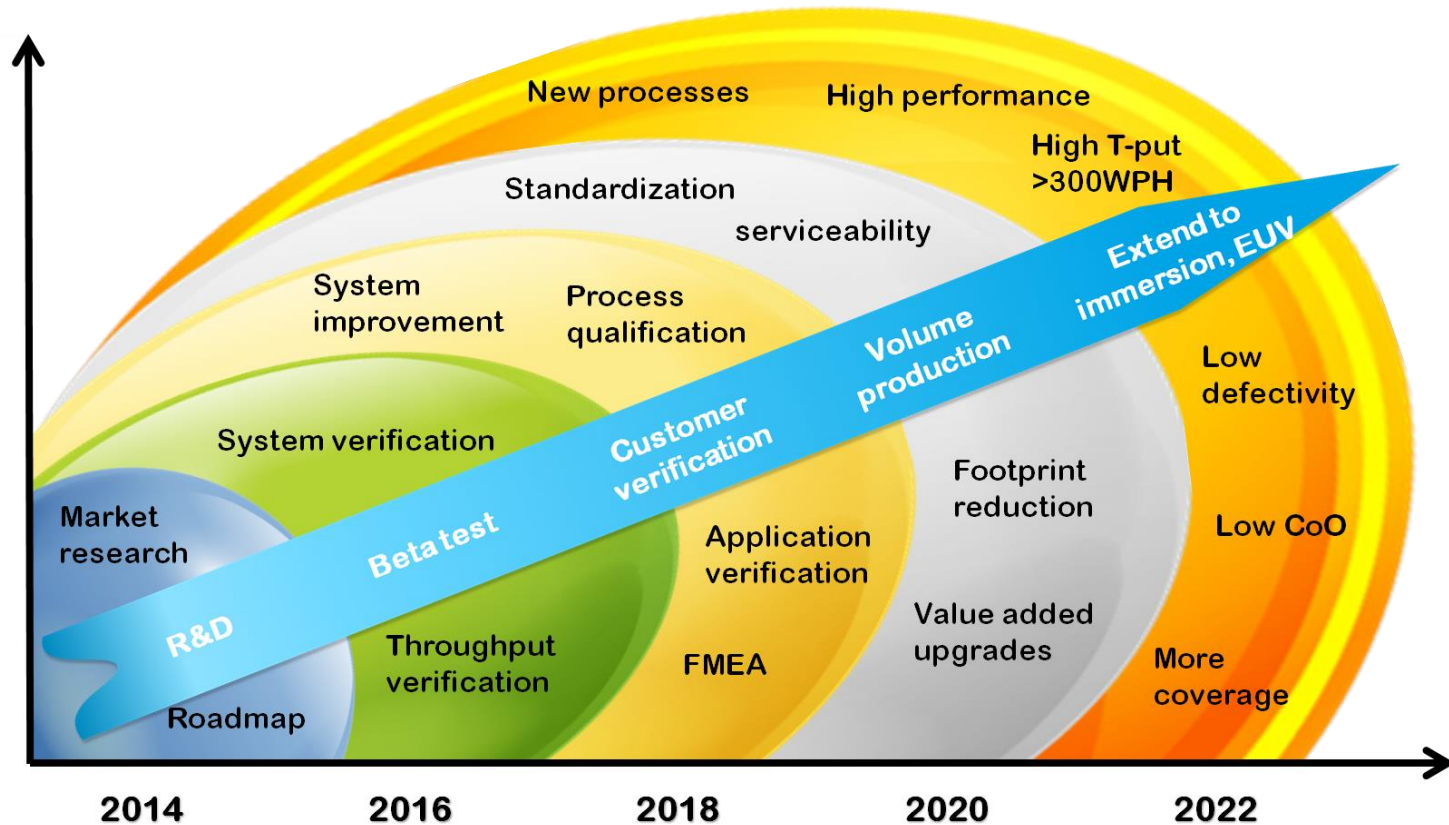 New processes
High performance
High T-put
>300WPH
Standardization
serviceability
Extend to
immersion, EUV
System
improvement
Process
qualification
Volume
production
Low
defectivity
System verification
Customer
verification
Footprint
reduction
Market
research
Beta test
Application
verification
Low CoO
R&D
Throughput
verification
FMEA
Value added
upgrades
More
coverage
Roadmap
2014
2016
2018
2020
2022